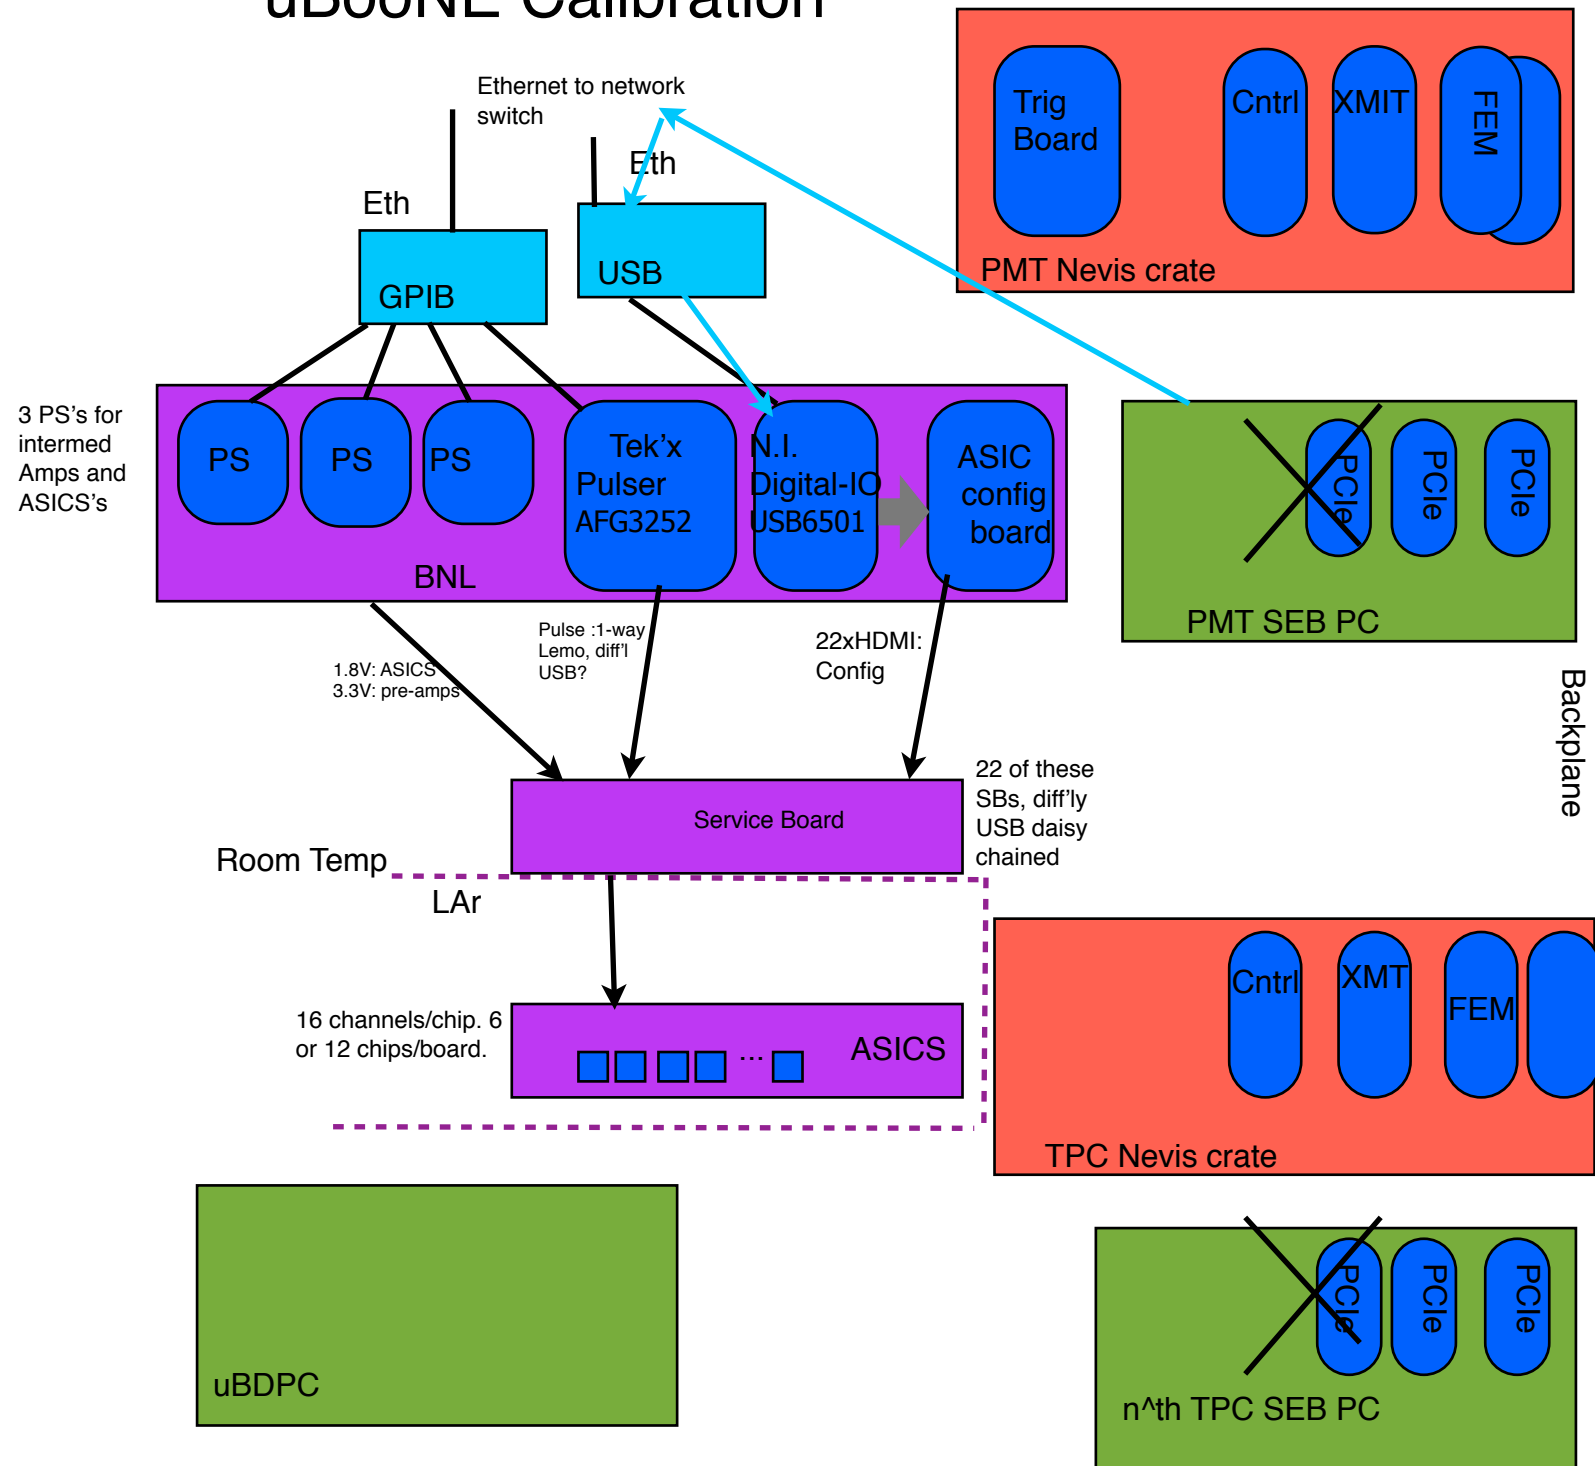 uBooNE Calibration
Ethernet to network
switch
Eth
Eth
GPIB
USB
Trig
Board
Cntrl
XMIT
FEM
PMT Nevis crate
3 PS's for
intermed
Amps and
ASICS's
PS
PS
PS
Tek'x
Pulser
AFG3252
N.I.
Digital-IO
USB6501
ASIC
config
board
BNL
PCIe
PCIe
PCIe
PMT SEB PC
1.8V: ASICS
3.3V: pre-amps
Pulse :1-way
Lemo, diff'l
USB?
22xHDMI:
Config
Backplane
Service Board
22 of these
SBs, diff'ly
USB daisy
chained
Room Temp
LAr
16 channels/chip. 6
or 12 chips/board.
...
ASICS
Cntrl
XMT
FEM
TPC Nevis crate
uBDPC
PCIe
PCIe
PCIe
n^th TPC SEB PC